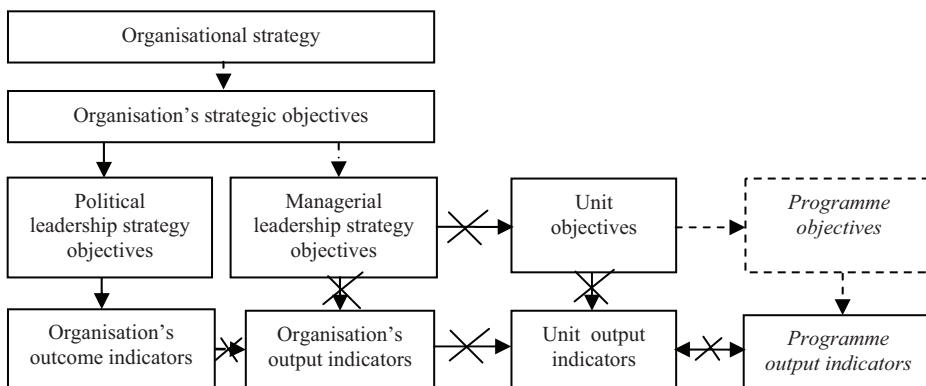 Organisational strategy
Organisation’s strategic objectives
Political
leadership strategy
objectives
Managerial
leadership strategy
objectives
Unit
objectives
Programme
objectives
Organisation’s
outcome indicators
Organisation’s
output indicators
Unit output
indicators
Programme
output indicators